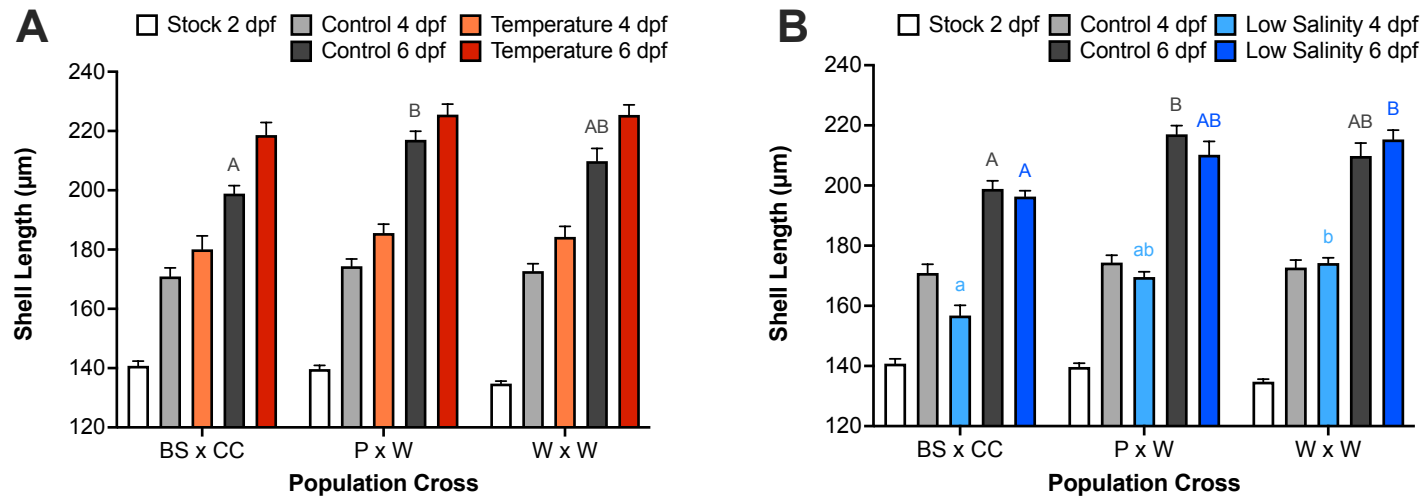 A
Stock 2 dpf Control 4 dpf Temperature 4 dpf
Control 6 dpf Temperature 6 dpf
240
220
200
180
160
140
120
Shell Length (µm)
A
B
AB
BS x CC P x W W x W
Population Cross
B
Stock 2 dpf Control 4 dpf Low Salinity 4 dpf
Control 6 dpf Low Salinity 6 dpf
240
220
200
180
160
140
120
Shell Length (µm)
a
A
A
ab
B
AB
b
AB
B
BS x CC P x W W x W
Population Cross